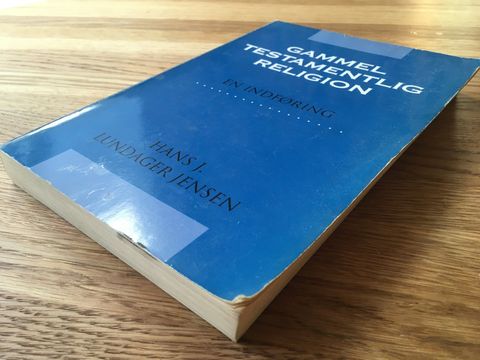 GAMMEL
TESTAMENTLIG
RELIGION
EN INDFØRING
HANS J.
LUNDAGER JENSEN